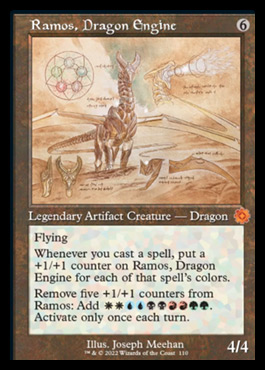 Ramos, Dragon Engine 6
Legendary Artifact Creature — Dragon
Flying
Whenever you cast a spell, put a
+1/+1 counter on Ramos, Dragon
Engine for each of that spell's colors.
Remove five +1/+1 counters from
Ramos: Add
Activate only once each turn.
Illus. Joseph Meehan
™ & © 2022 Wizards of the Coast 110
4/4